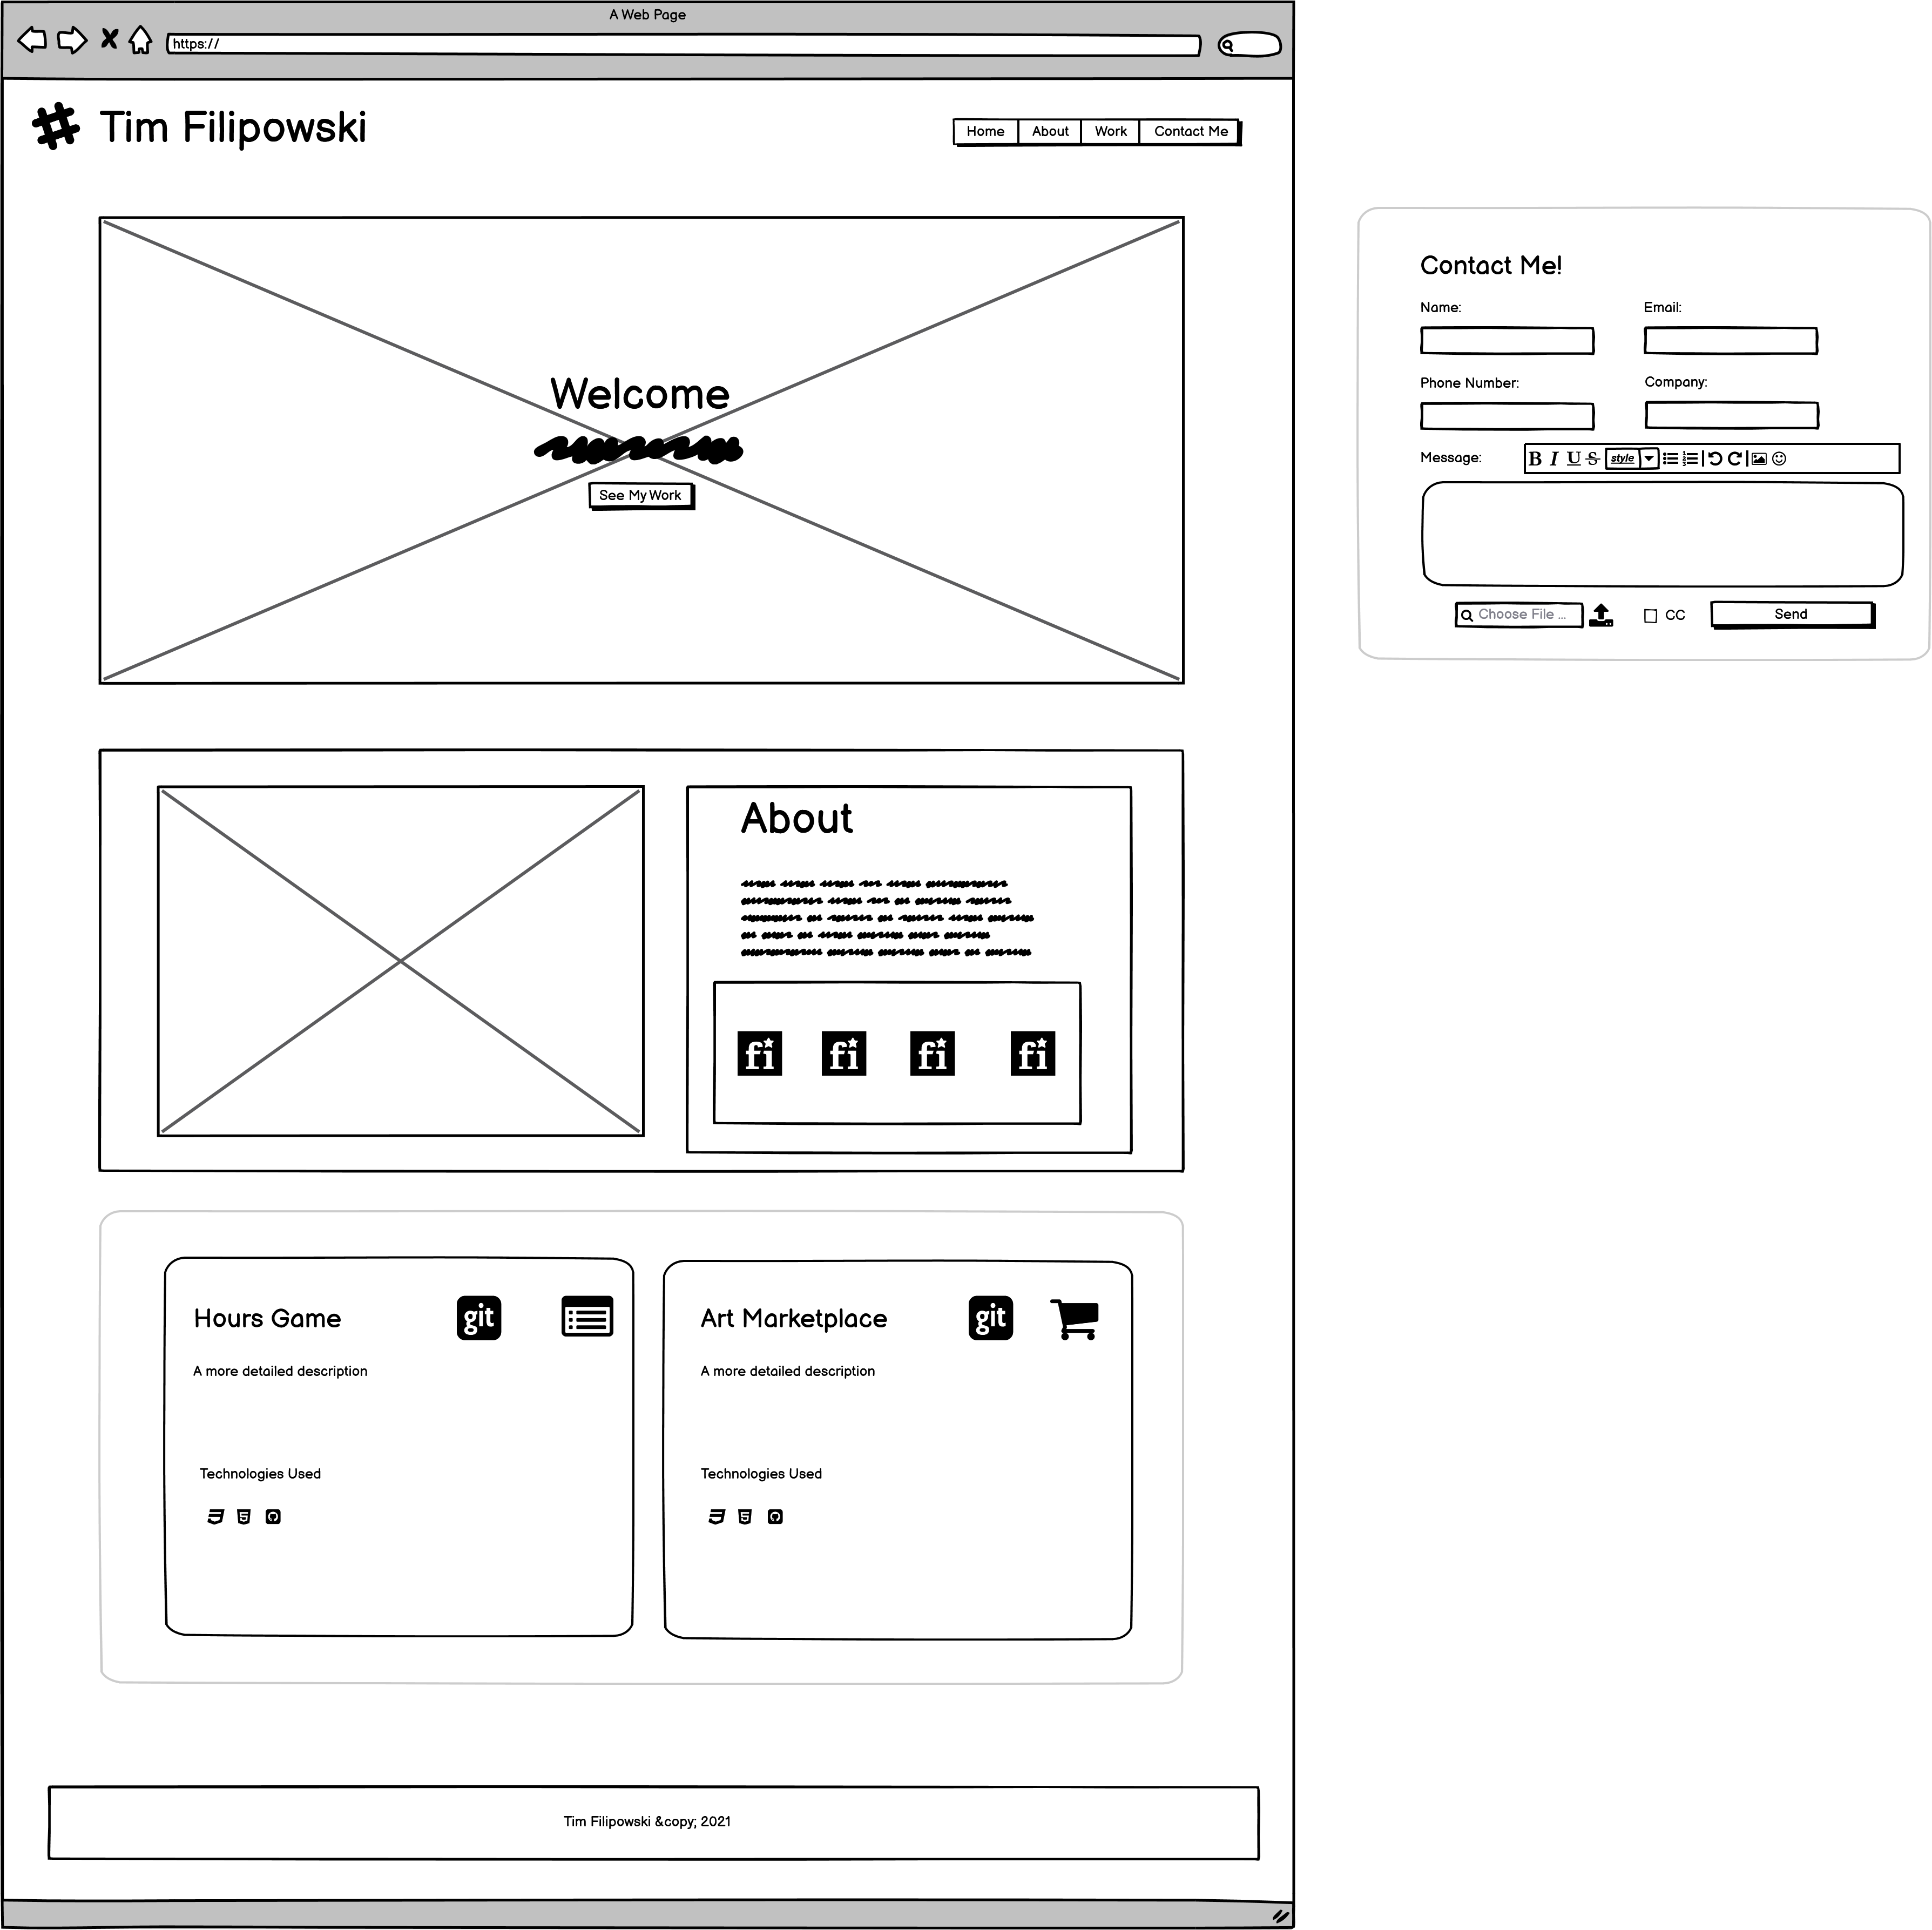 A Web Page
https://
Tim Filipowski
Home About Work Contact Me
Welcome
See My Work
About
fi fi fi fi
Hours Game git
A more detailed description
Technologies Used
Art Marketplace git
A more detailed description
Technologies Used
Tim Filipowski &copy; 2021
Contact Me!
Name: Email:
Phone Number: Company:
Message: B I U S style
Choose File ... CC Send